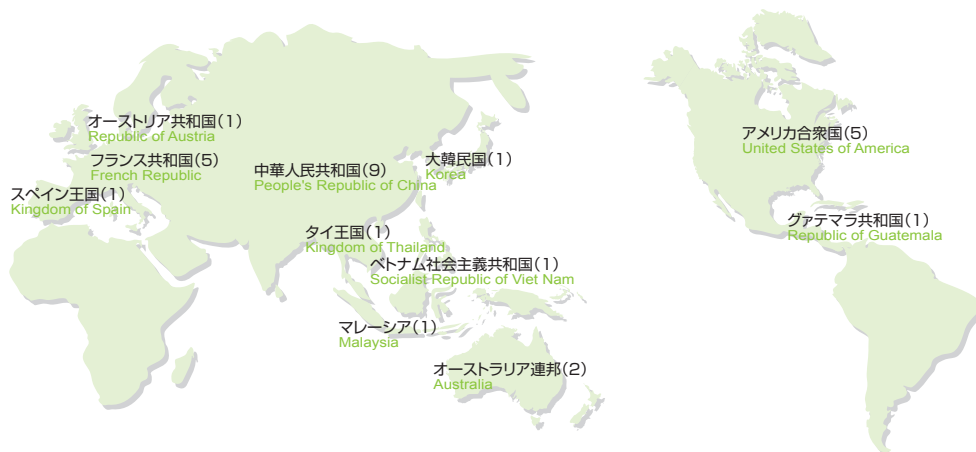 オーストリア共和国(1)
Republic of Austria
フランス共和国(5)
French Republic
スペイン王国(1)
Kingdom of Spain
中華人民共和国(9)
People's Republic of China
大韓民国(1)
Korea
タイ王国(1)
Kingdom of Thailand
ベトナム社会主義共和国(1)
Socialist Republic of Viet Nam
マレーシア(1)
Malaysia
オーストラリア連邦(2)
Australia
アメリカ合衆国(5)
United States of America
グァテマラ共和国(1)
Republic of Guatemala